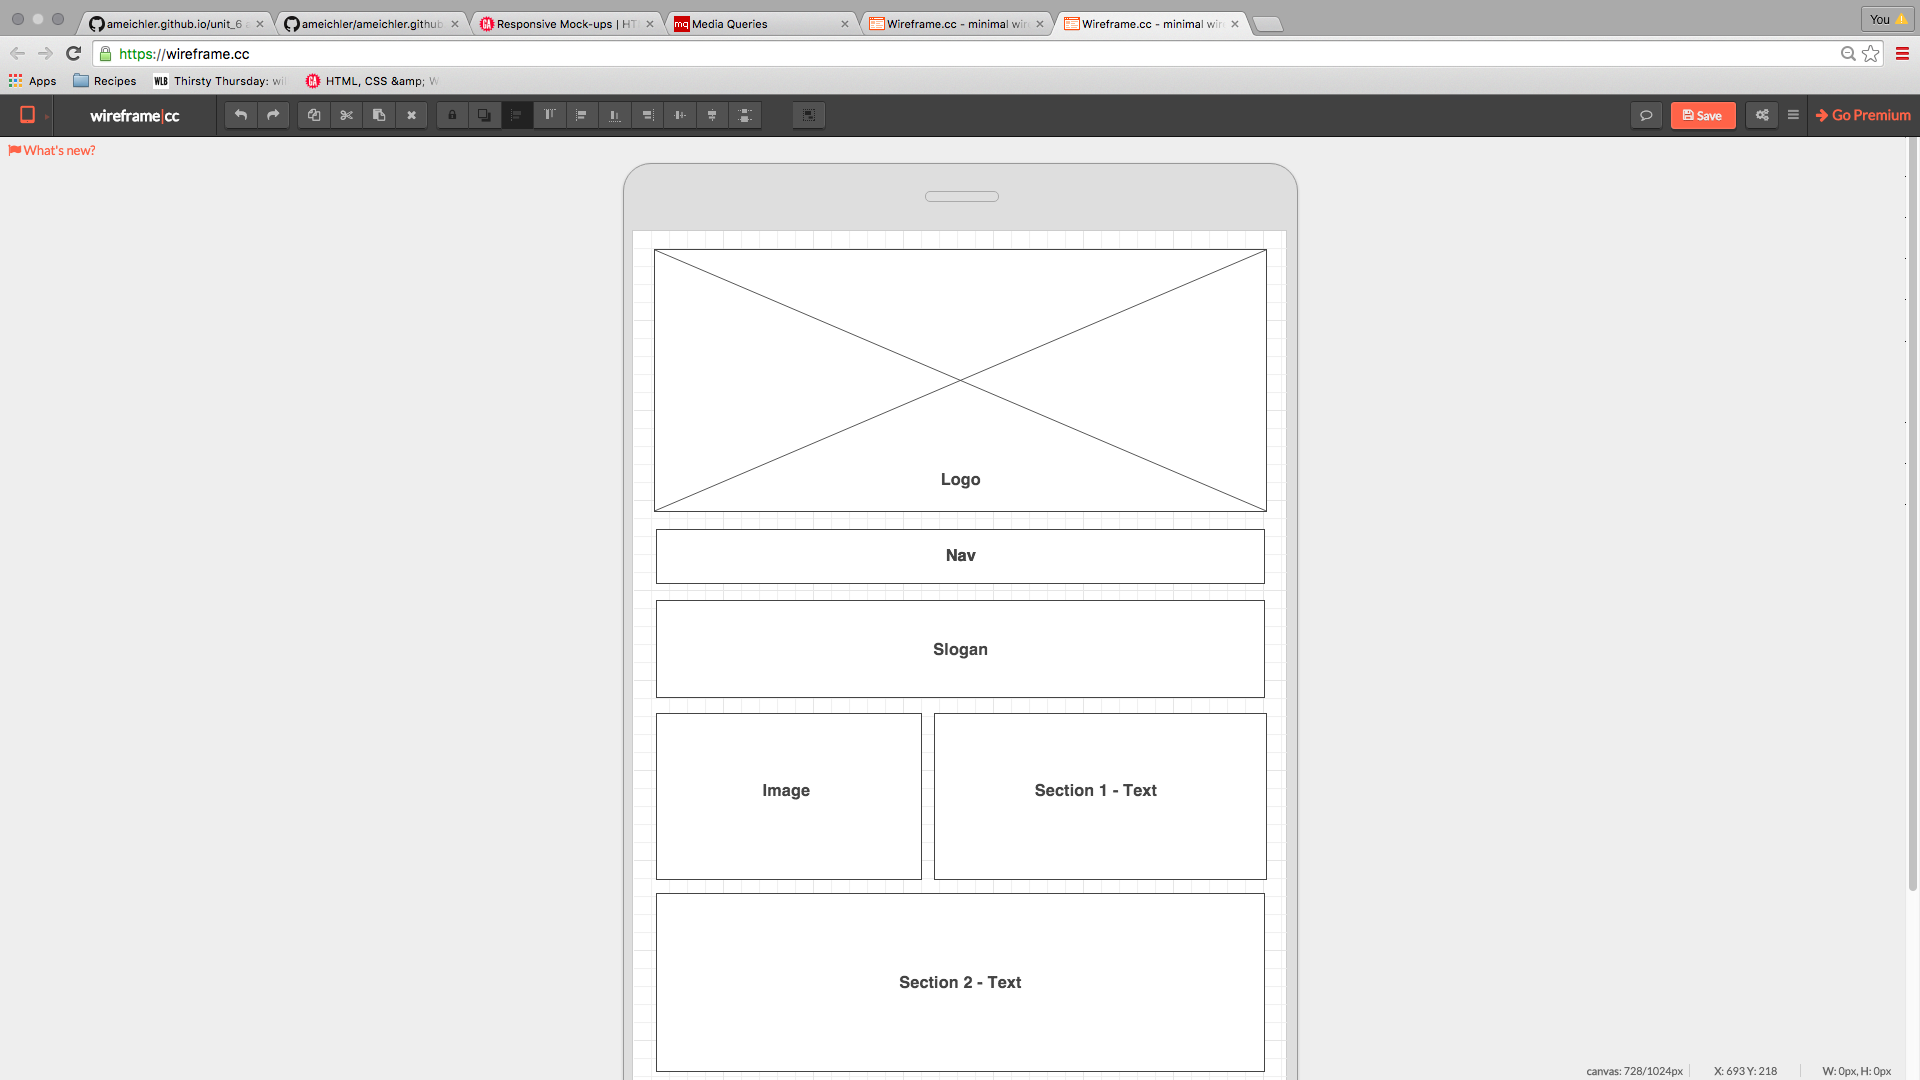 ameichler.github.io/unit_6
ameichler/ameichler.github
Responsive Mock-ups | HT
mq Media Queries
Wireframe.cc - minimal wir
Wireframe.cc - minimal wir
You
https://wireframe.cc
Apps
Recipes
WLB Thirsty Thursday: wi
GA HTML, CSS &amp; W
wireframe|cc
Save
Go Premium
What's new?
Logo
Nav
Slogan
Image
Section 1 - Text
Section 2 - Text
canvas: 728/1024px
X: 693 Y: 218
W: 0px, H: 0px